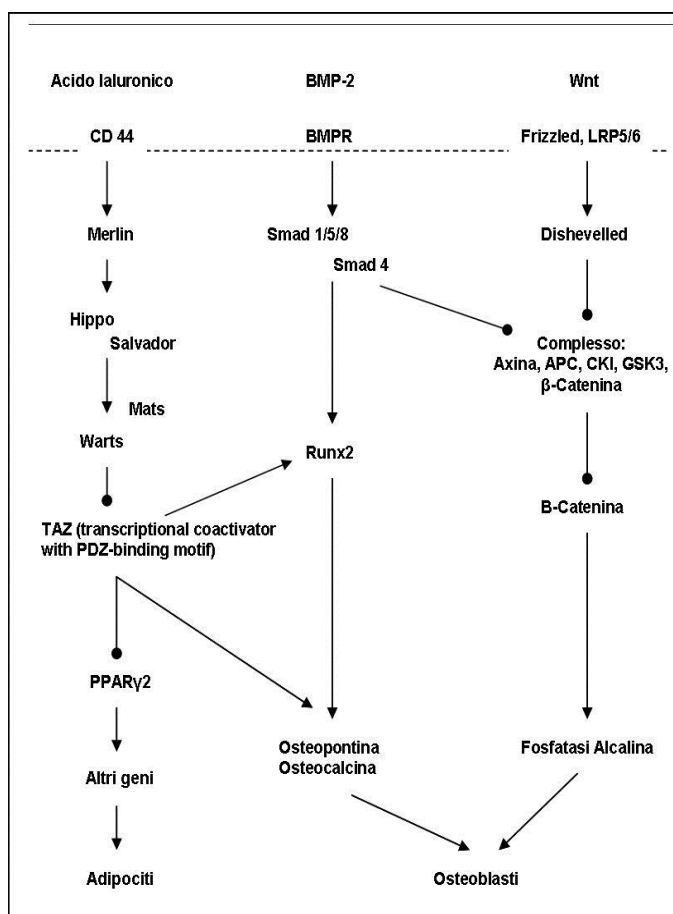 Acido Ialuronico
BMP-2
Wnt
CD 44
BMPR
Frizzled, LRP5/6
Merlin
Smad 1/5/8
Dishevelled
Smad 4
Hippo
Salvador
Complesso:
Axina, APC, CKI, GSK3,
β-Catenina
Mats
Warts
Runx2
TAZ (transcriptional coactivator
with PDZ-binding motif)
B-Catenina
PPARγ2
Osteopontina
Osteocalcina
Fosfatasi Alcalina
Altri geni
Adipociti
Osteoblasti